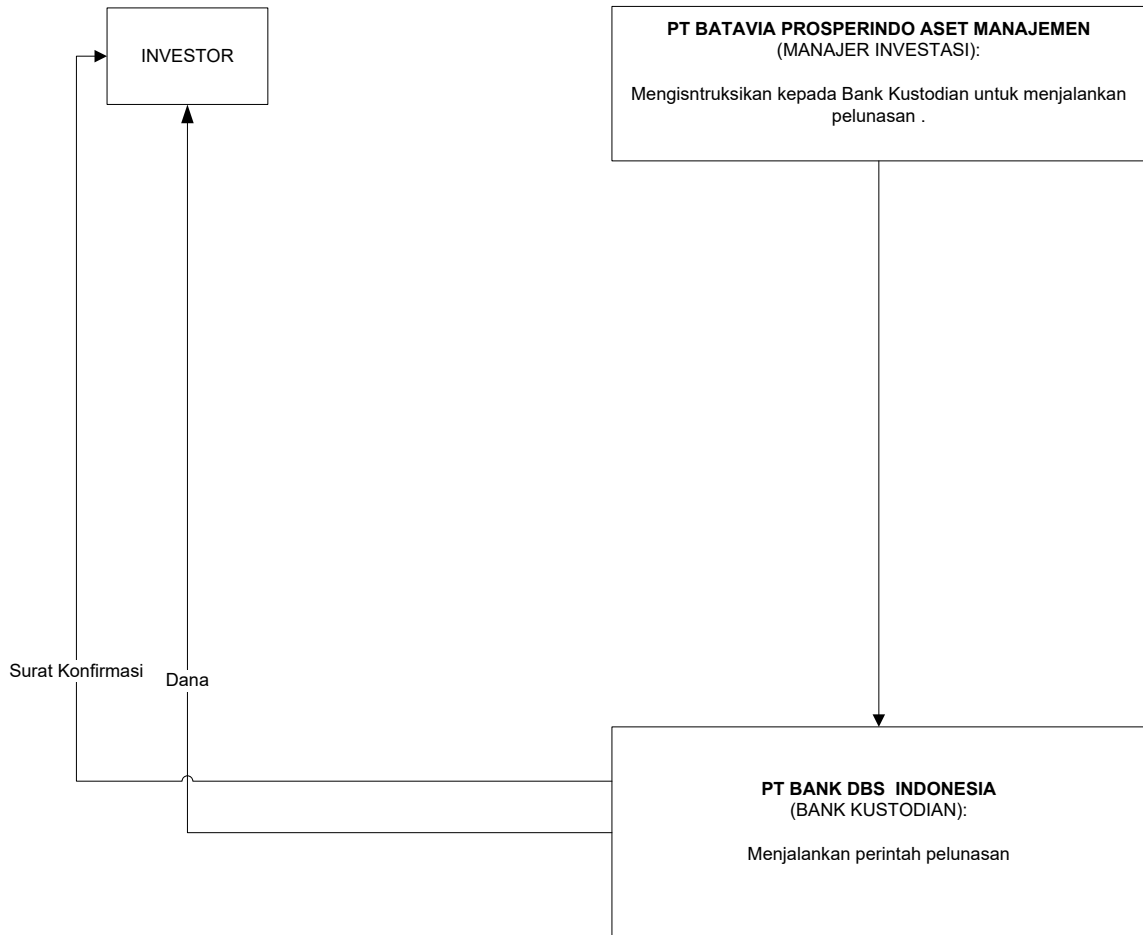 INVESTOR
PT BATAVIA PROSPERINDO ASET MANAJEMEN
(MANAJER INVESTASI):
Mengisntruksikan kepada Bank Kustodian untuk menjalankan
pelunasan .
Surat Konfirmasi
Dana
PT BANK DBS  INDONESIA
(BANK KUSTODIAN):
Menjalankan perintah pelunasan